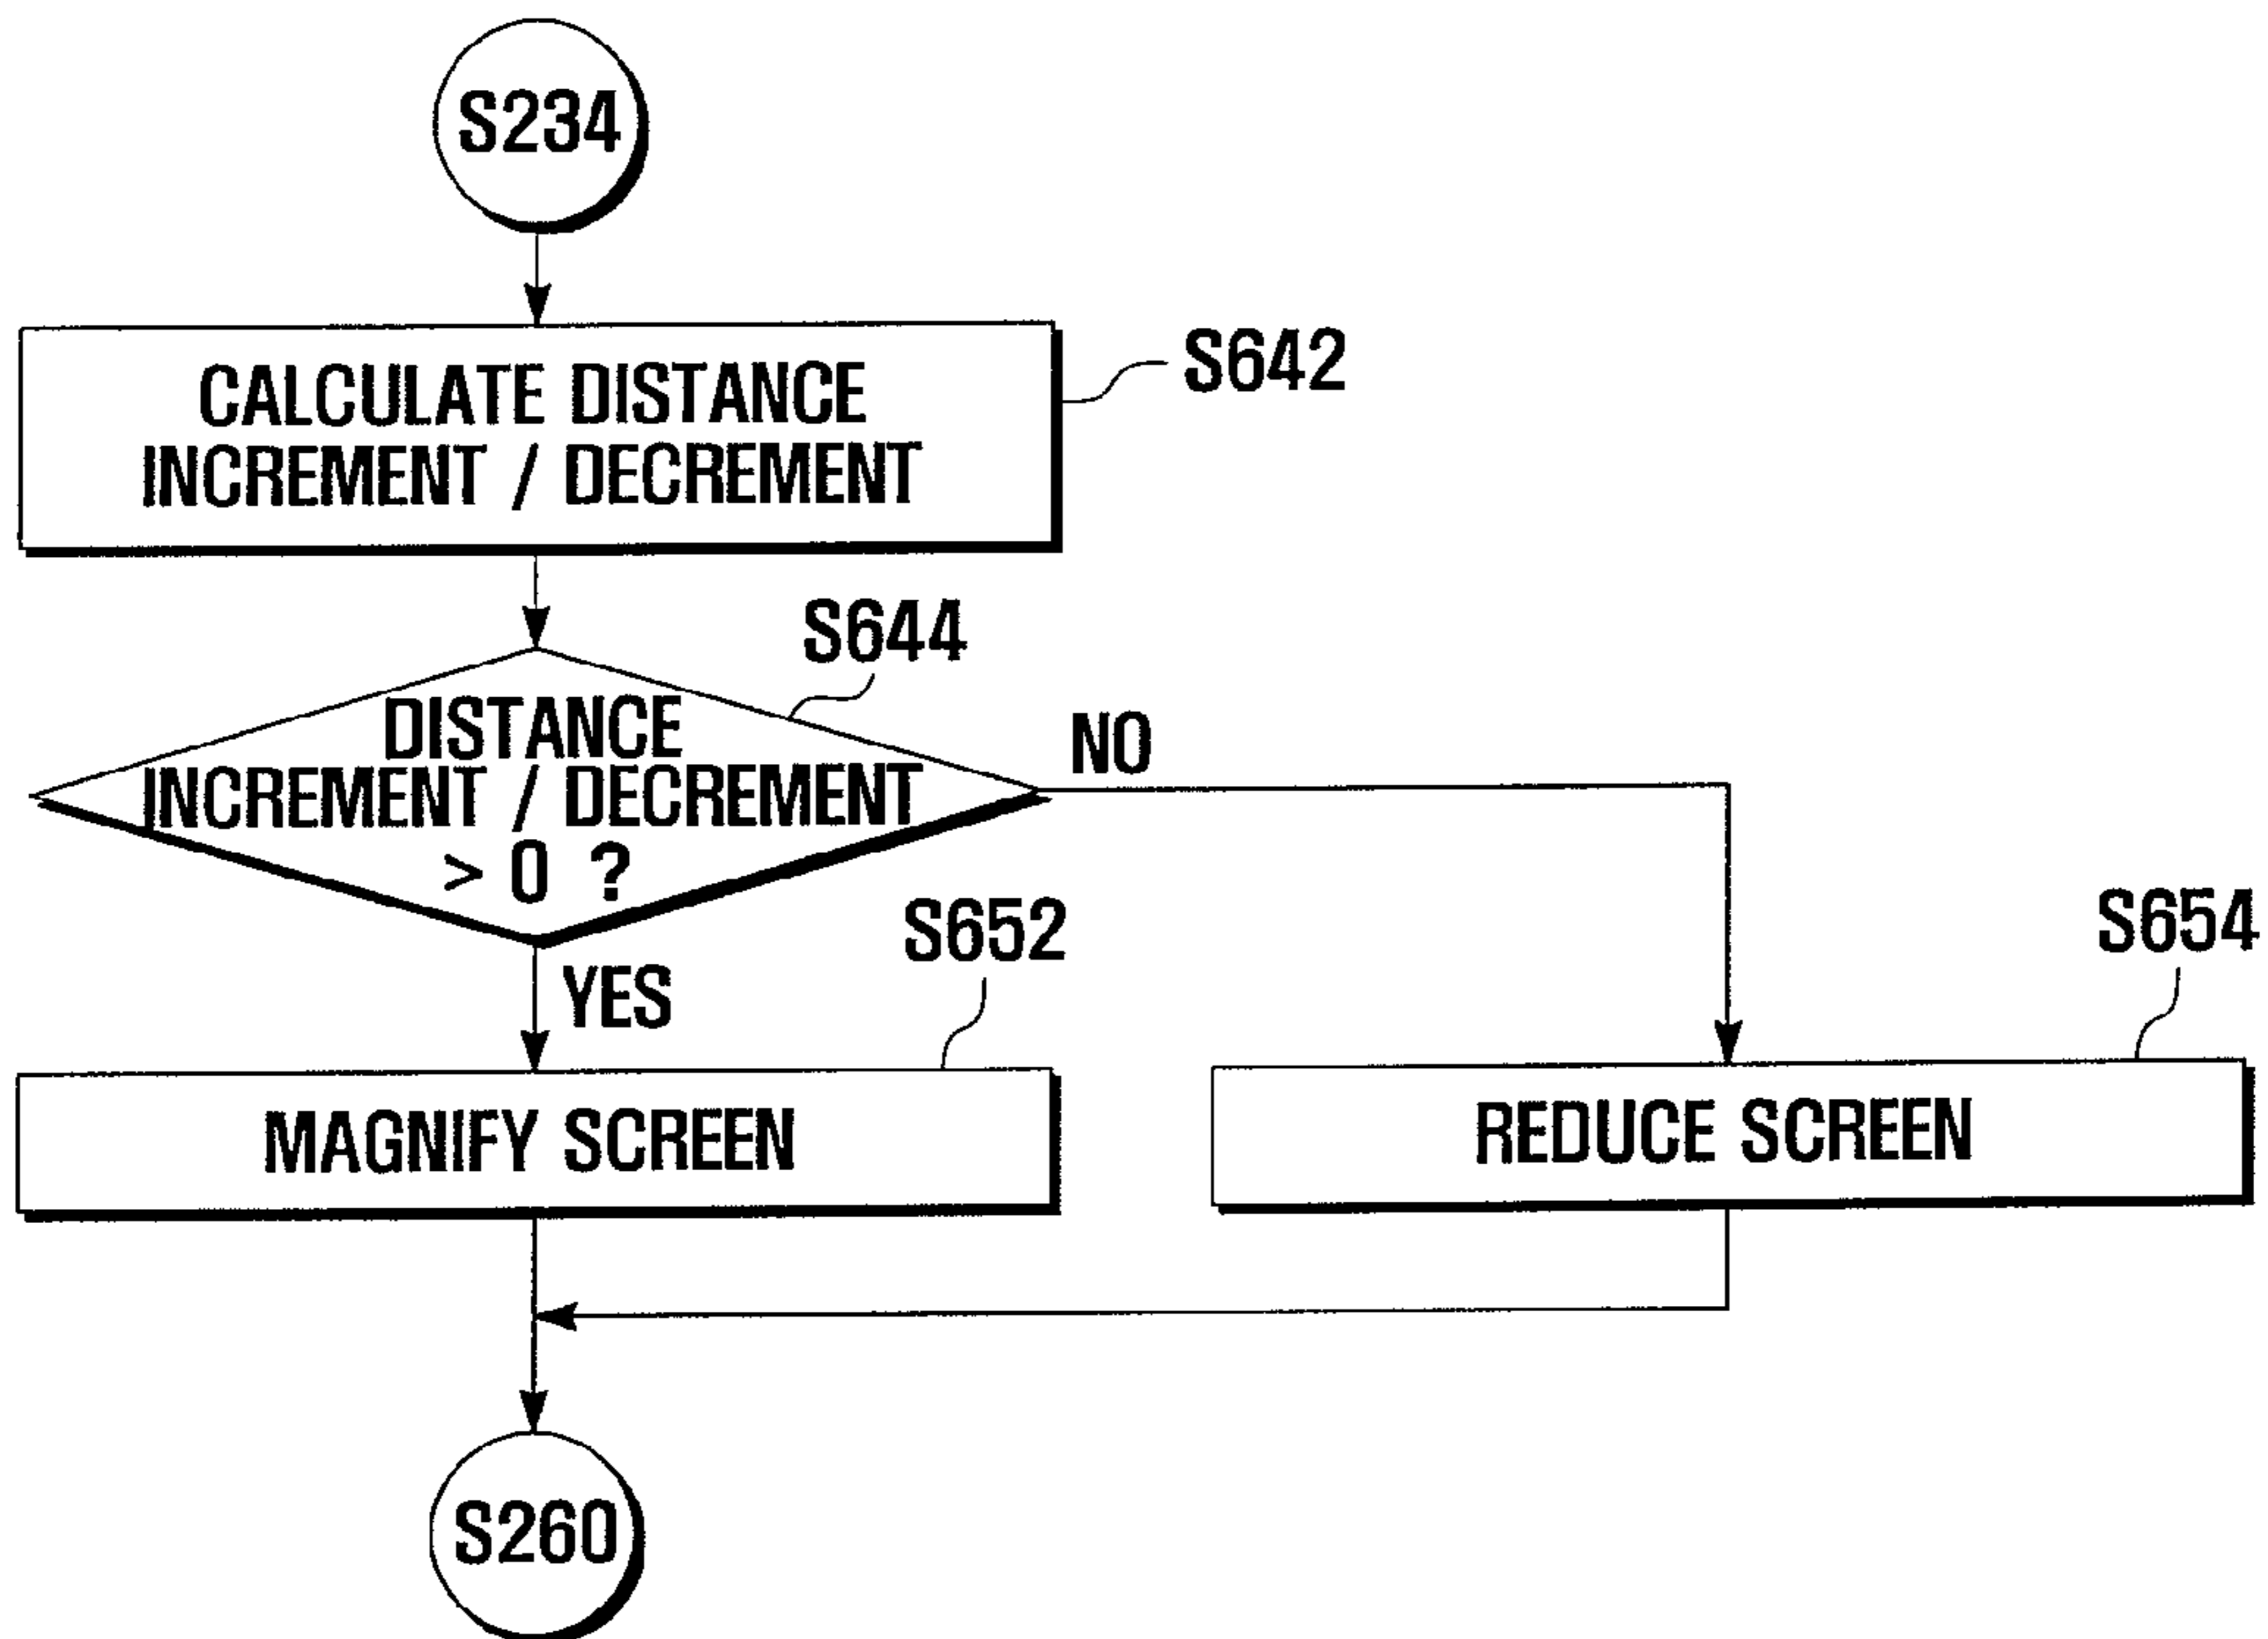 S234
CALCULATE DISTANCE
INCREMENT / DECREMENT
S642
S644
DISTANCE
INCREMENT / DECREMENT
> 0 ?
NO
YES
S652
MAGNIFY SCREEN
S654
REDUCE SCREEN
S260